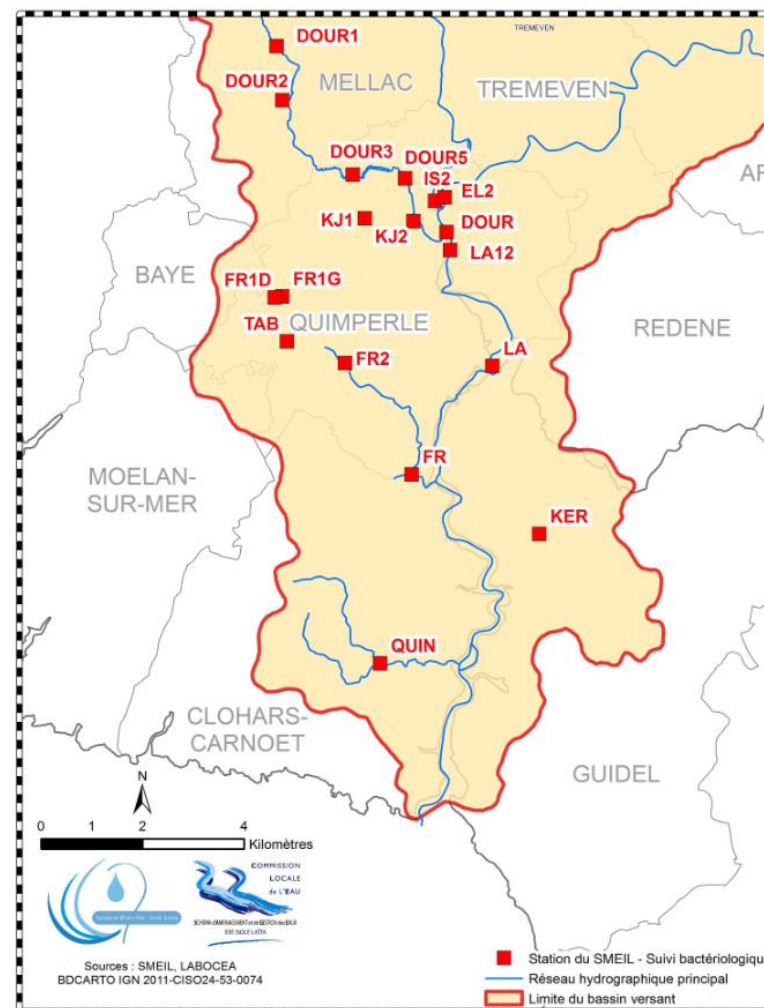 TREMEVEN
DOUR1
MELLAC
DOUR2
TREMEVEN
DOUR3
DOUR5
IS2
EL2
KJ1
KJ2
DOUR
LA12
BAYE
FR1D
FR1G
TAB
QUIMPERLE
REDENE
FR2
LA
FR
MOELAN-
SUR-MER
KER
QUIN
CLOHARS-
CARNOET
GUIDEL
N
0 1 2 4
Kilomètres
COMMISSION
LOCALE
de L'EAU
Sources : SMEIL, LABOCEA
BDCARTO IGN 2011-CISO24-53-0074
Station du SMEIL - Suivi bactériologique
Réseau hydrographique principal
Limite du bassin versant